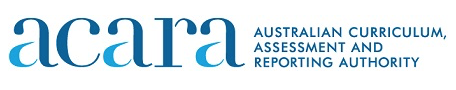 acara
AUSTRALIAN CURRICULUM,
ASSESSMENT AND
REPORTING AUTHORITY